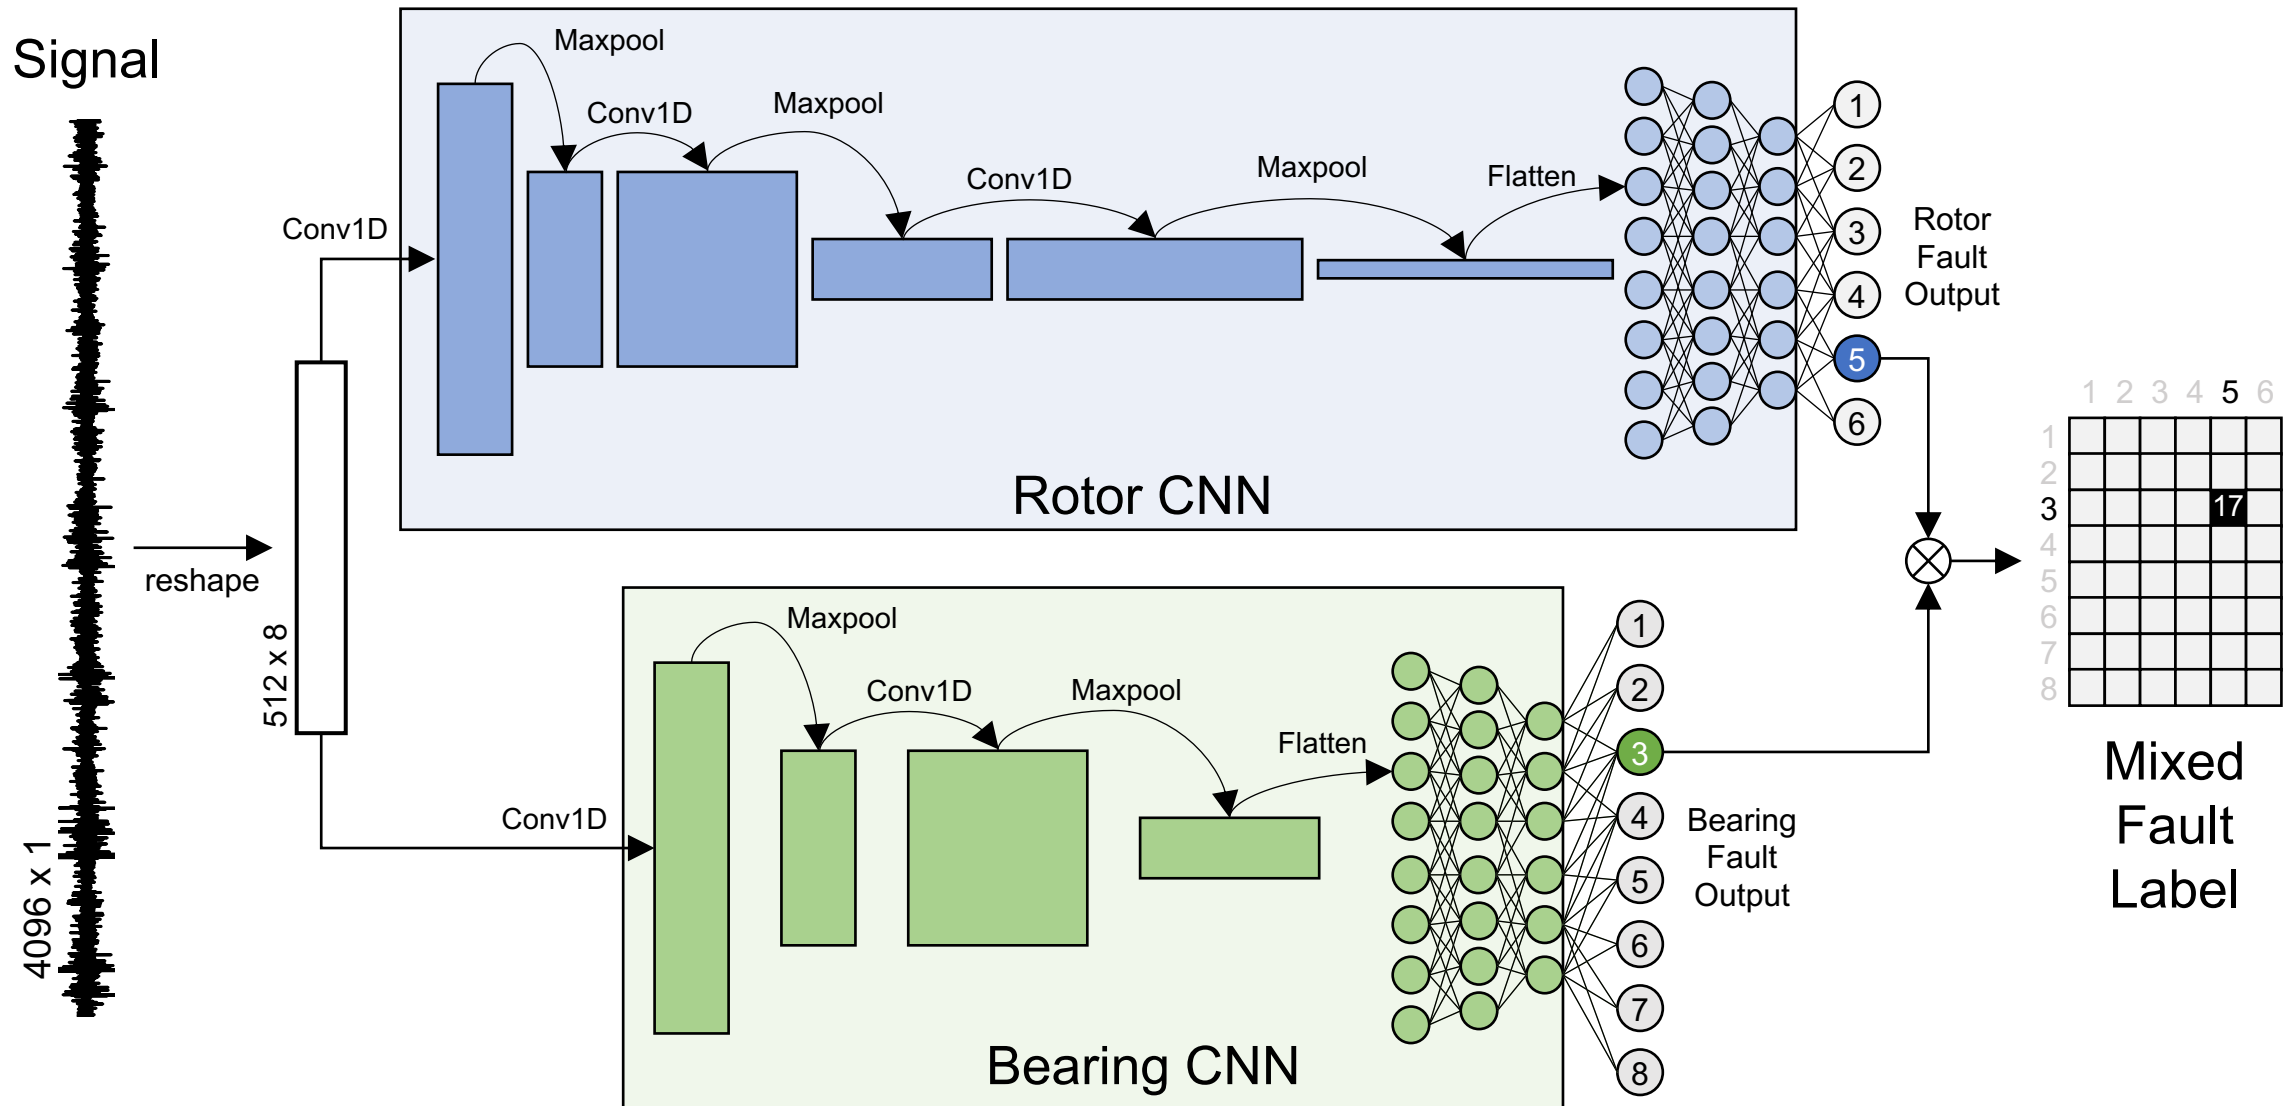 Signal
4096 x 1
reshape
512 x 8
Conv1D
Maxpool
Conv1D
Maxpool
Conv1D
Maxpool
Flatten
Rotor CNN
1
2
3
4
5
6
Rotor
Fault
Output
Conv1D
Maxpool
Conv1D
Maxpool
Flatten
Bearing CNN
1
2
3
4
5
6
7
8
Bearing
Fault
Output
1 2 3 4 5 6
1
2
3
17
4
5
6
7
8
Mixed
Fault
Label